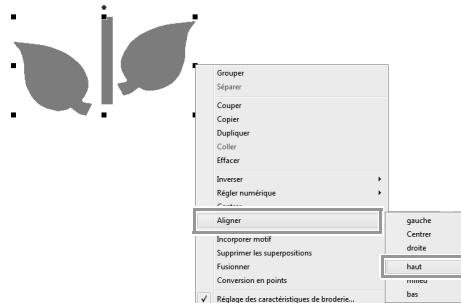 Grouper
Séparer
Couper
Copier
Dupliquer
Coller
Effacer
Inverser
Régler numérique
Centrer
Aligner
Incorporer motif
Supprimer les superpositions
Fusionner
Conversion en points
Réglage des caractéristiques de broderie...
gauche
Centrer
droite
haut
milieu
bas